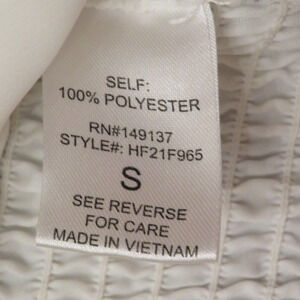 SELF:
100% POLYESTER
RN#149137
STYLE#: HF21F965
S
SEE REVERSE
FOR CARE
MADE IN VIETNAM